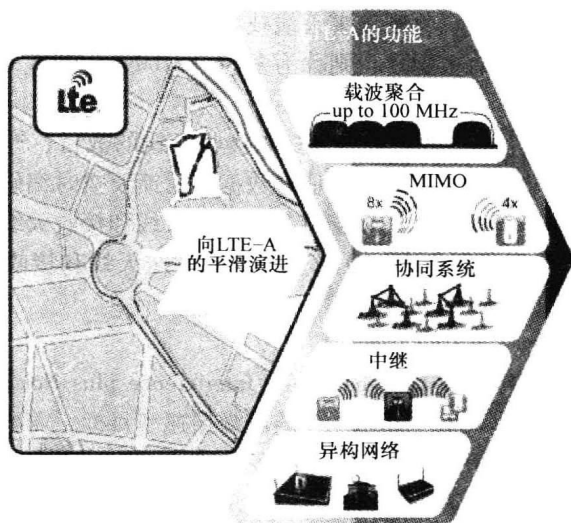 Lte
向LTE-A
的平滑演进
LTE-A的功能
载波聚合
up to 100 MHz
MIMO
8x
4x
协同系统
中继
异构网络